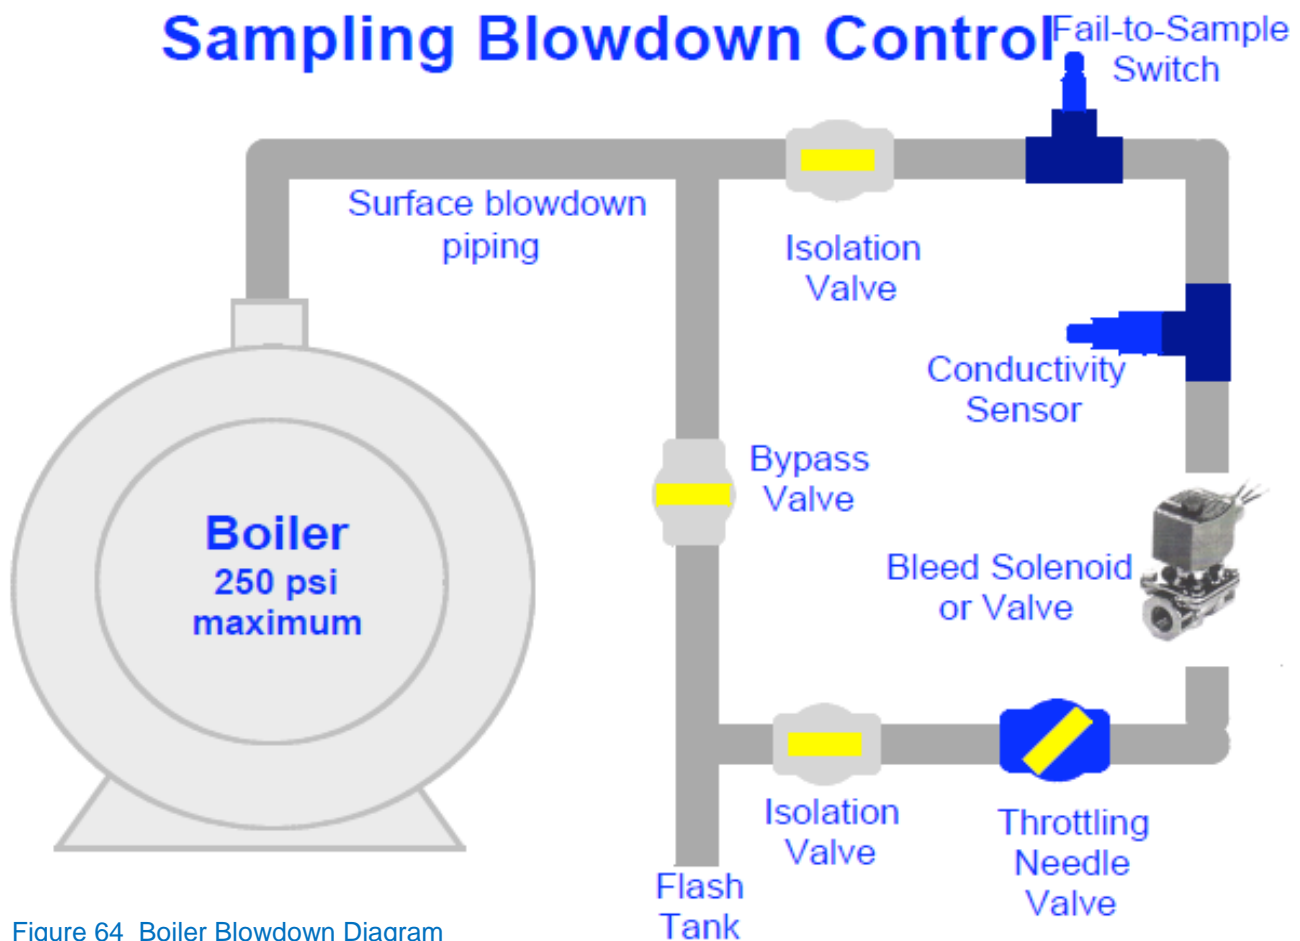 Sampling Blowdown Control
Fail-to-Sample
Switch
Surface blowdown
piping
Isolation
Valve
Conductivity
Sensor
Bypass
Valve
Boiler
250 psi
maximum
Bleed Solenoid
or Valve
Isolation
Valve
Throttling
Needle
Valve
Flash
Tank
Figure 64 Boiler Blowdown Diagram